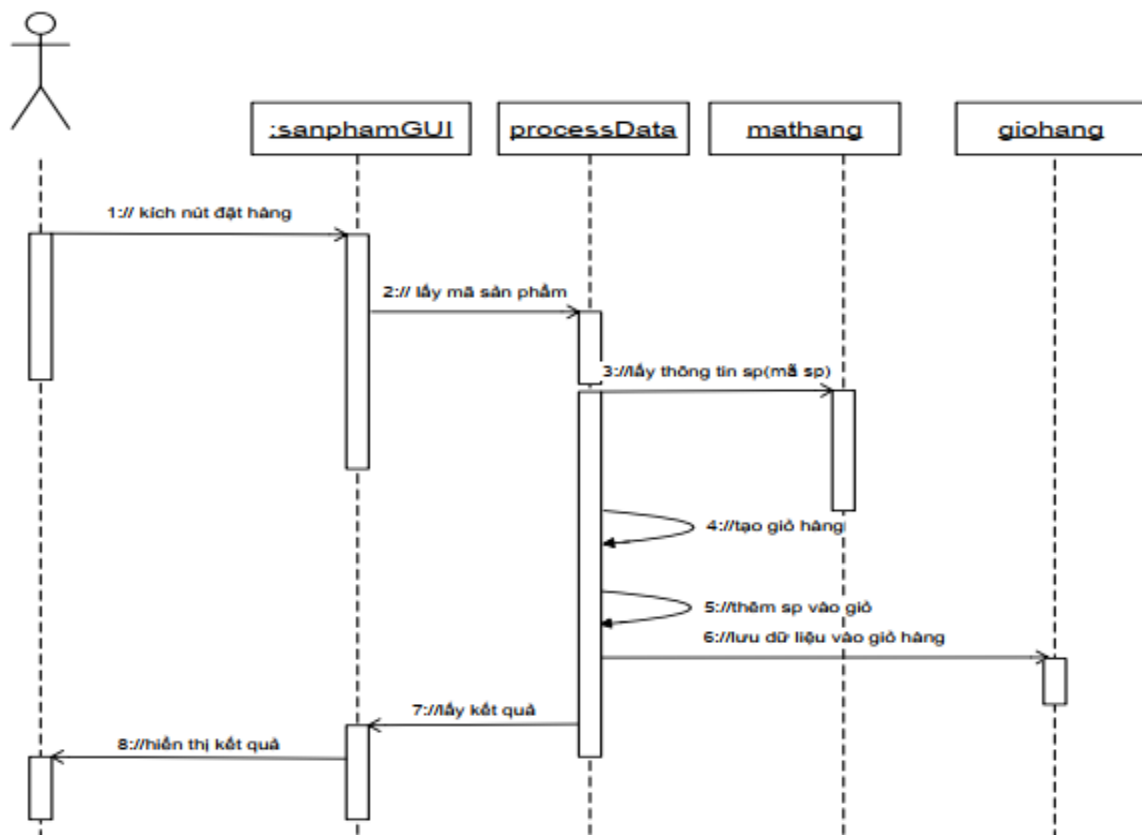 :sanphamGUI
processData
mathang
giohang
1:// kích nút đặt hàng
2:// lấy mã sản phẩm
3://lấy thông tin sp(mã sp)
4://tạo giỏ hàng
5://thêm sp vào giỏ
6://lưu dữ liệu vào giỏ hàng
7://lấy kết quả
8://hiển thị kết quả